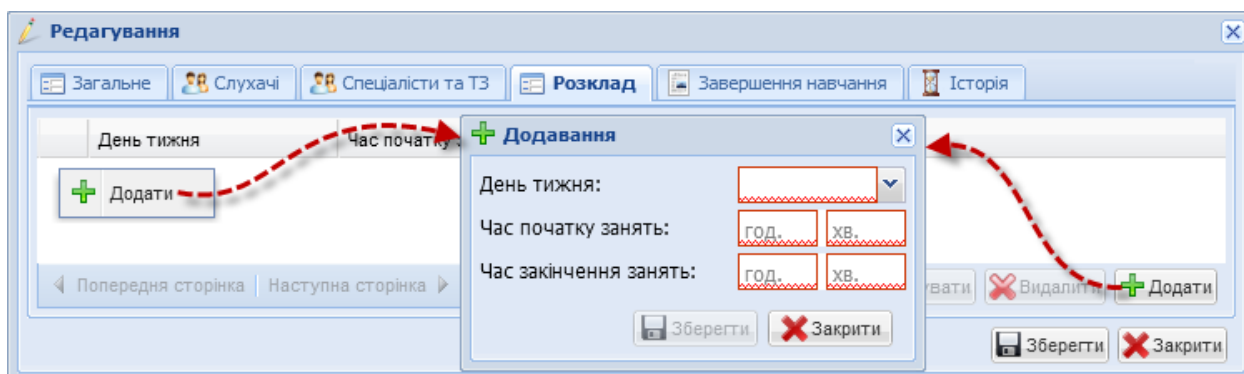 Редагування
Загальне Слухачі Спеціалісти та ТЗ Розклад Завершення навчання Історія
День тижня Час початку
Додавання
Додати
День тижня:
Час початку занять: год. хв.
Час закінчення занять: год. хв.
Попередня сторінка Наступна сторінка Видалити Додати
Зберегти Закрити
Зберегти Закрити